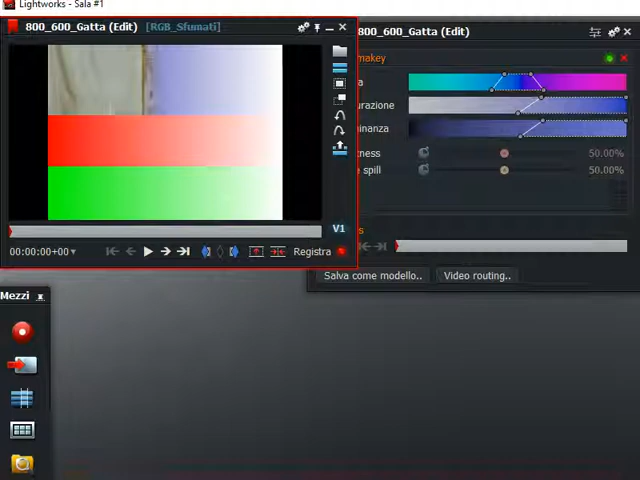 Lightworks - Sala #1
800_600_Gatta (Edit) [RGB_Sfumati]
800_600_Gatta (Edit)
makey
a
urazione
inanza
tness 50.00%
spill 50.00%
V1
s
00:00:00+00
Registra
Salva come modello..
Video routing..
Mezzi